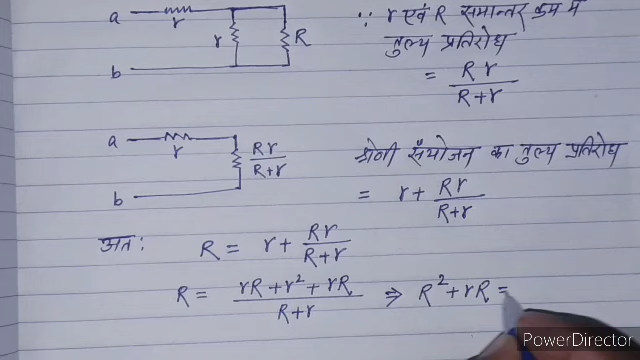 a r
r R
b
∵ r एवं R समान्तर क्रम में
तुल्य प्रतिरोध
= Rr/(R+r)
a r
Rr/(R+r)
b
श्रेणी संयोजन का तुल्य प्रतिरोध
= r + Rr/(R+r)
अतः R = r + Rr/(R+r)
R = (rR + r² + rR)/(R+r) ⇒ R² + rR =
PowerDirector